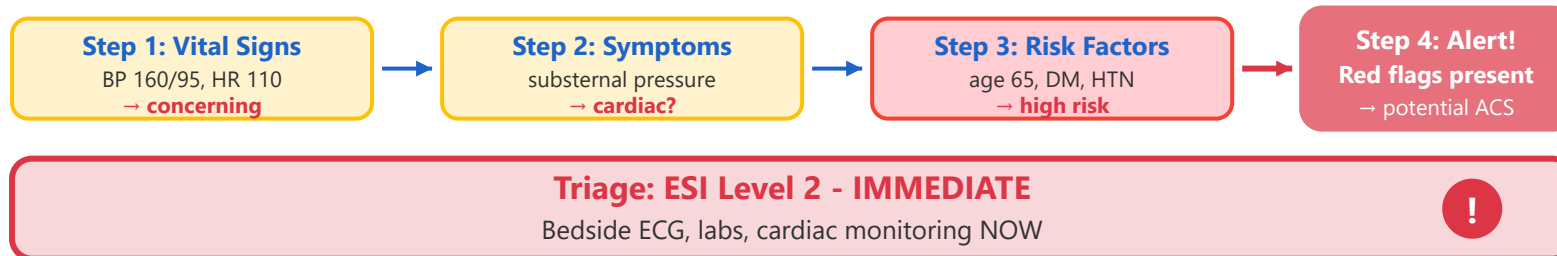 Step 1: Vital Signs
BP 160/95, HR 110
→ concerning
Step 2: Symptoms
substernal pressure
→ cardiac?
Step 3: Risk Factors
age 65, DM, HTN
→ high risk
Step 4: Alert!
Red flags present
→ potential ACS
Triage: ESI Level 2 - IMMEDIATE
Bedside ECG, labs, cardiac monitoring NOW
!